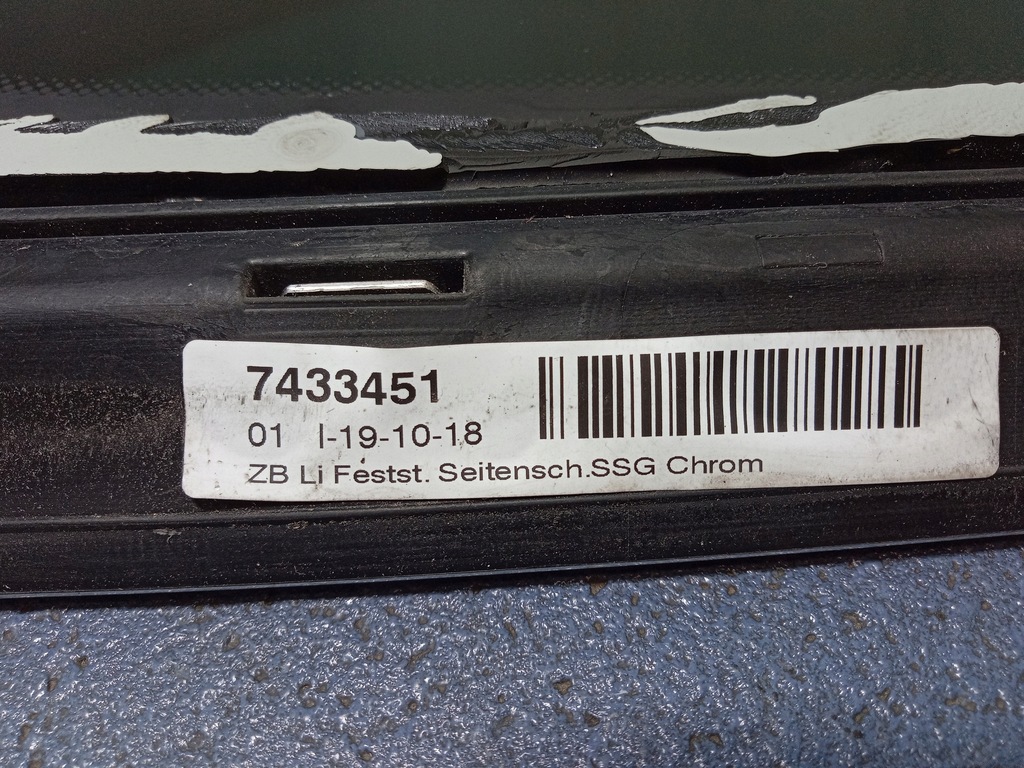 7433451
01 I-19-10-18
ZB Li Festst. Seitensch.SSG Chrom